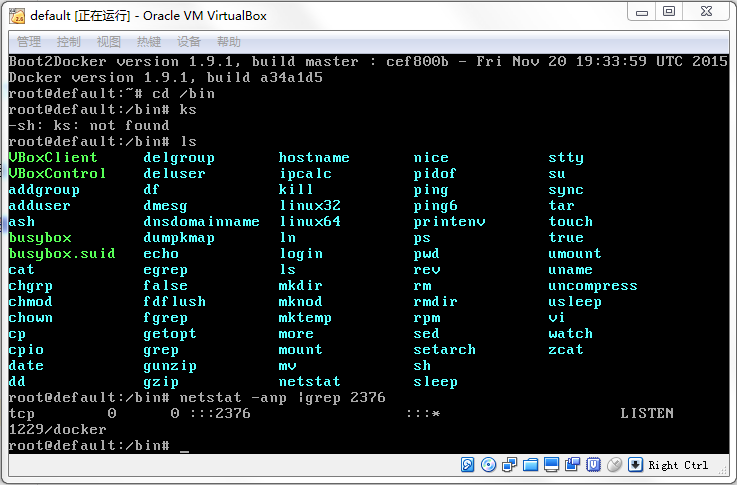 default [正在运行] - Oracle VM VirtualBox
管理 控制 视图 热键 设备 帮助
Boot2Docker version 1.9.1, build master : cef800b - Fri Nov 20 19:33:59 UTC 2015
Docker version 1.9.1, build a34a1d5
root@default:~# cd /bin
root@default:/bin# ks
-sh: ks: not found
root@default:/bin# ls
VBoxClient delgroup hostname nice stty
VBoxControl deluser ipcalc pidof su
addgroup df kill ping sync
adduser dmesg linux32 ping6 tar
ash dnsdomainname linux64 printenv touch
busybox dumpkmap ln ps true
busybox.suid echo login pwd umount
cat egrep ls rev uname
chgrp false mkdir rm uncompress
chmod fdflush mknod rmdir usleep
chown fgrep mktemp rpm vi
cp getopt more sed watch
cpio grep mount setarch zcat
date gunzip mv sh
dd gzip netstat sleep
root@default:/bin# netstat -anp |grep 2376
tcp 0 0 :::2376 :::* LISTEN
1229/docker
root@default:/bin# _
Right Ctrl